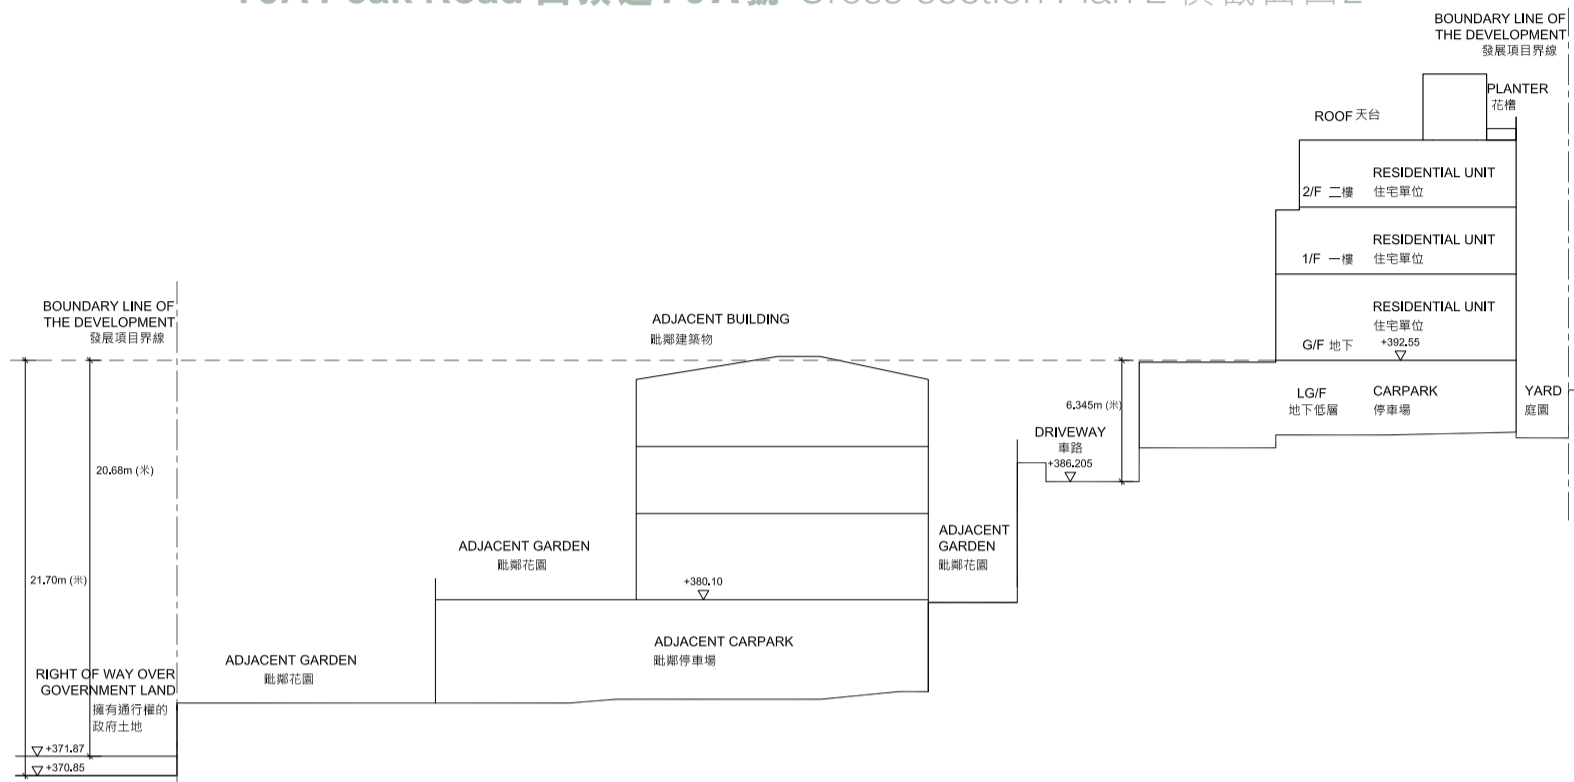 BOUNDARY LINE OF
THE DEVELOPMENT
發展項目界線
PLANTER
花槽
ROOF 天台
RESIDENTIAL UNIT
2/F 二樓 住宅單位
RESIDENTIAL UNIT
1/F 一樓 住宅單位
BOUNDARY LINE OF
THE DEVELOPMENT
發展項目界線
ADJACENT BUILDING
毗鄰建築物
RESIDENTIAL UNIT
住宅單位
G/F 地下 +392.55
LG/F
地下低層
CARPARK
停車場
YARD
庭園
6.345m (米)
DRIVEWAY
車路
+386.205
20.68m (米)
21.70m (米)
ADJACENT GARDEN
毗鄰花園
ADJACENT
GARDEN
毗鄰花園
+380.10
ADJACENT CARPARK
毗鄰停車場
ADJACENT GARDEN
毗鄰花園
RIGHT OF WAY OVER
GOVERNMENT LAND
擁有通行權的
政府土地
+371.87
+370.85